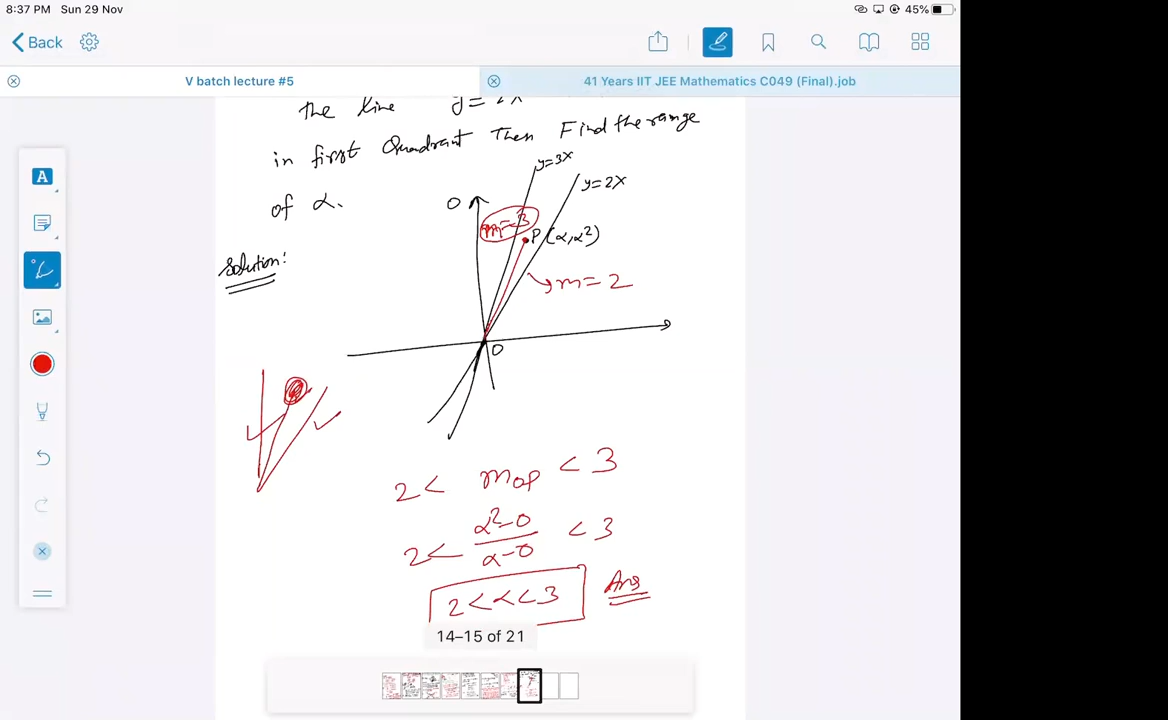 8:37 PM Sun 29 Nov
45%
Back
V batch lecture #5
41 Years IIT JEE Mathematics C049 (Final).job
the line y=2x
in first Quadrant then Find the range
of α.
y=3x
y=2x
O
m=3
P(α,α²)
Solution:
m=2
O
2 < mOP < 3
2 < α²-0 / α-0 < 3
2<α<3 Ans
14–15 of 21
A